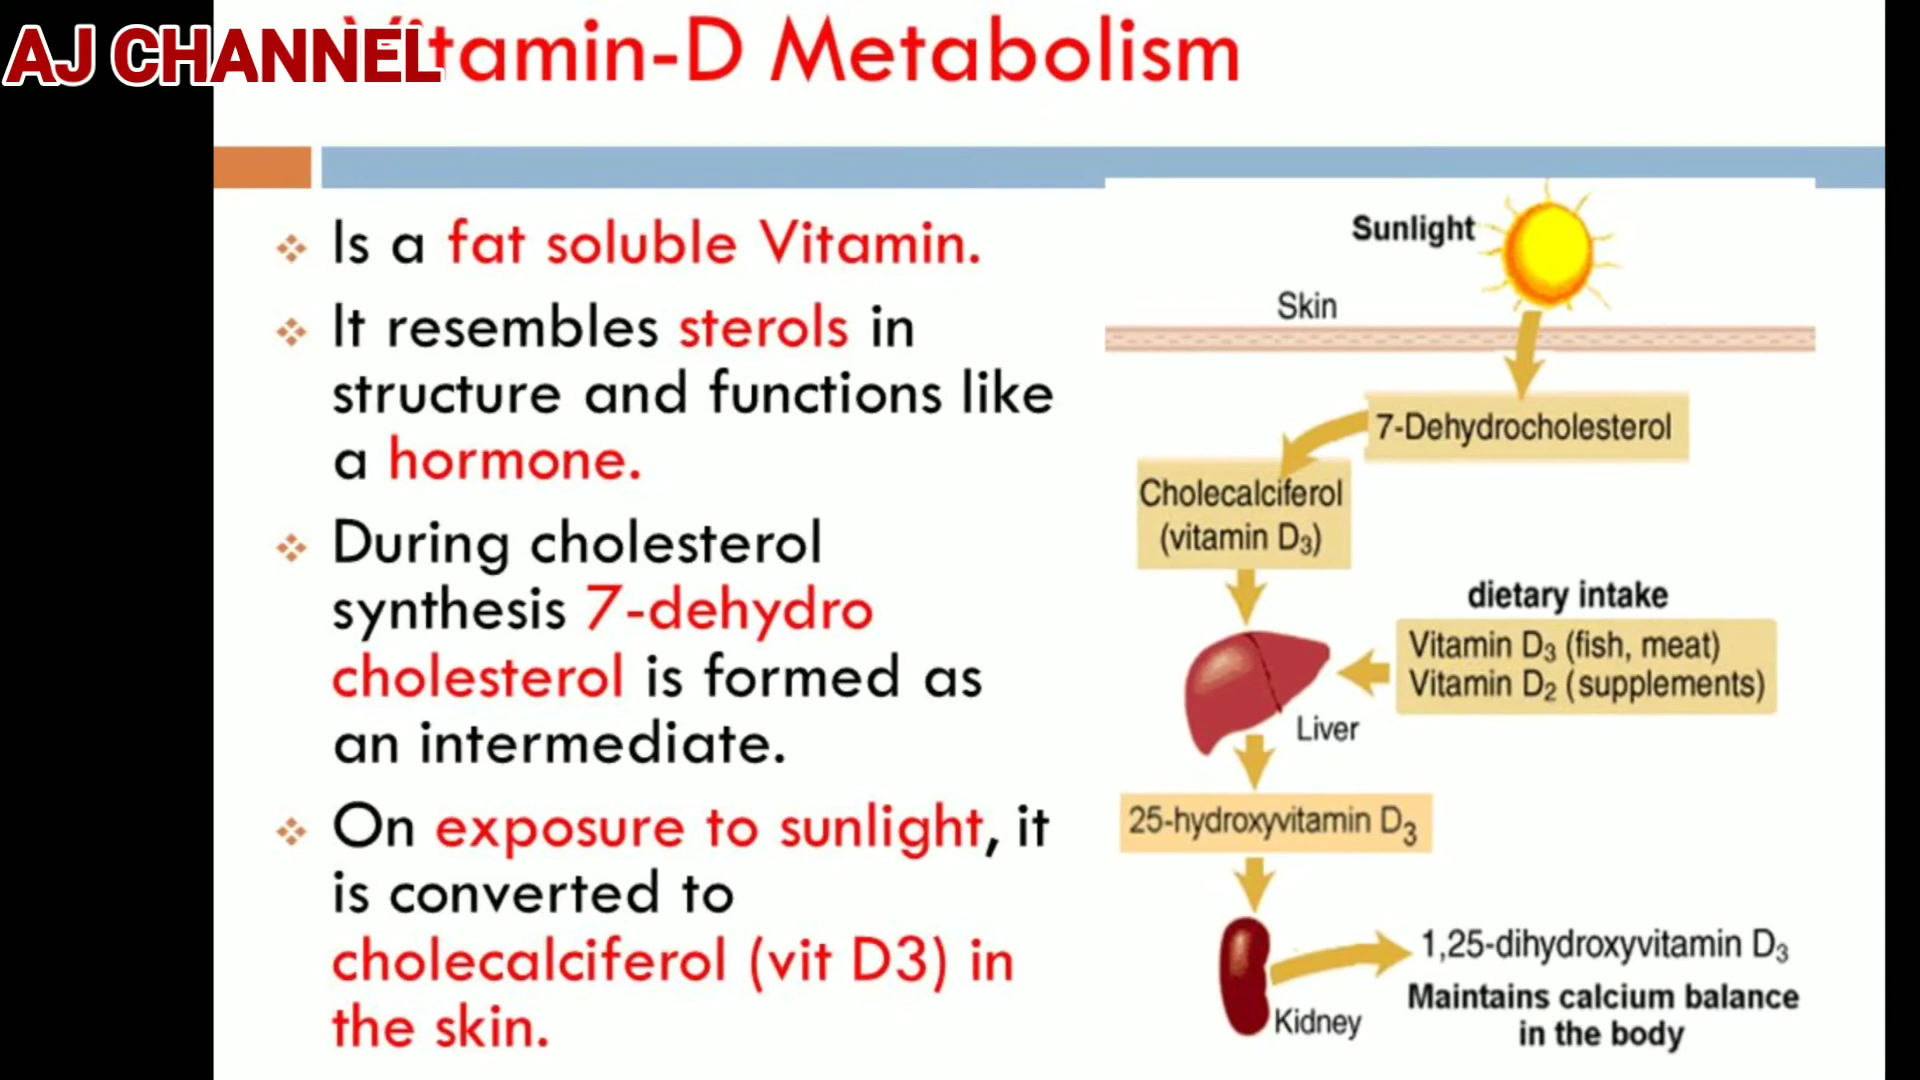 AJ CHANNEL
Vitamin-D Metabolism
Is a fat soluble Vitamin.
It resembles sterols in
structure and functions like
a hormone.
During cholesterol
synthesis 7-dehydro
cholesterol is formed as
an intermediate.
On exposure to sunlight, it
is converted to
cholecalciferol (vit D3) in
the skin.
Sunlight
Skin
7-Dehydrocholesterol
Cholecalciferol
(vitamin D3)
dietary intake
Vitamin D3 (fish, meat)
Vitamin D2 (supplements)
Liver
25-hydroxyvitamin D3
1,25-dihydroxyvitamin D3
Maintains calcium balance
in the body
Kidney